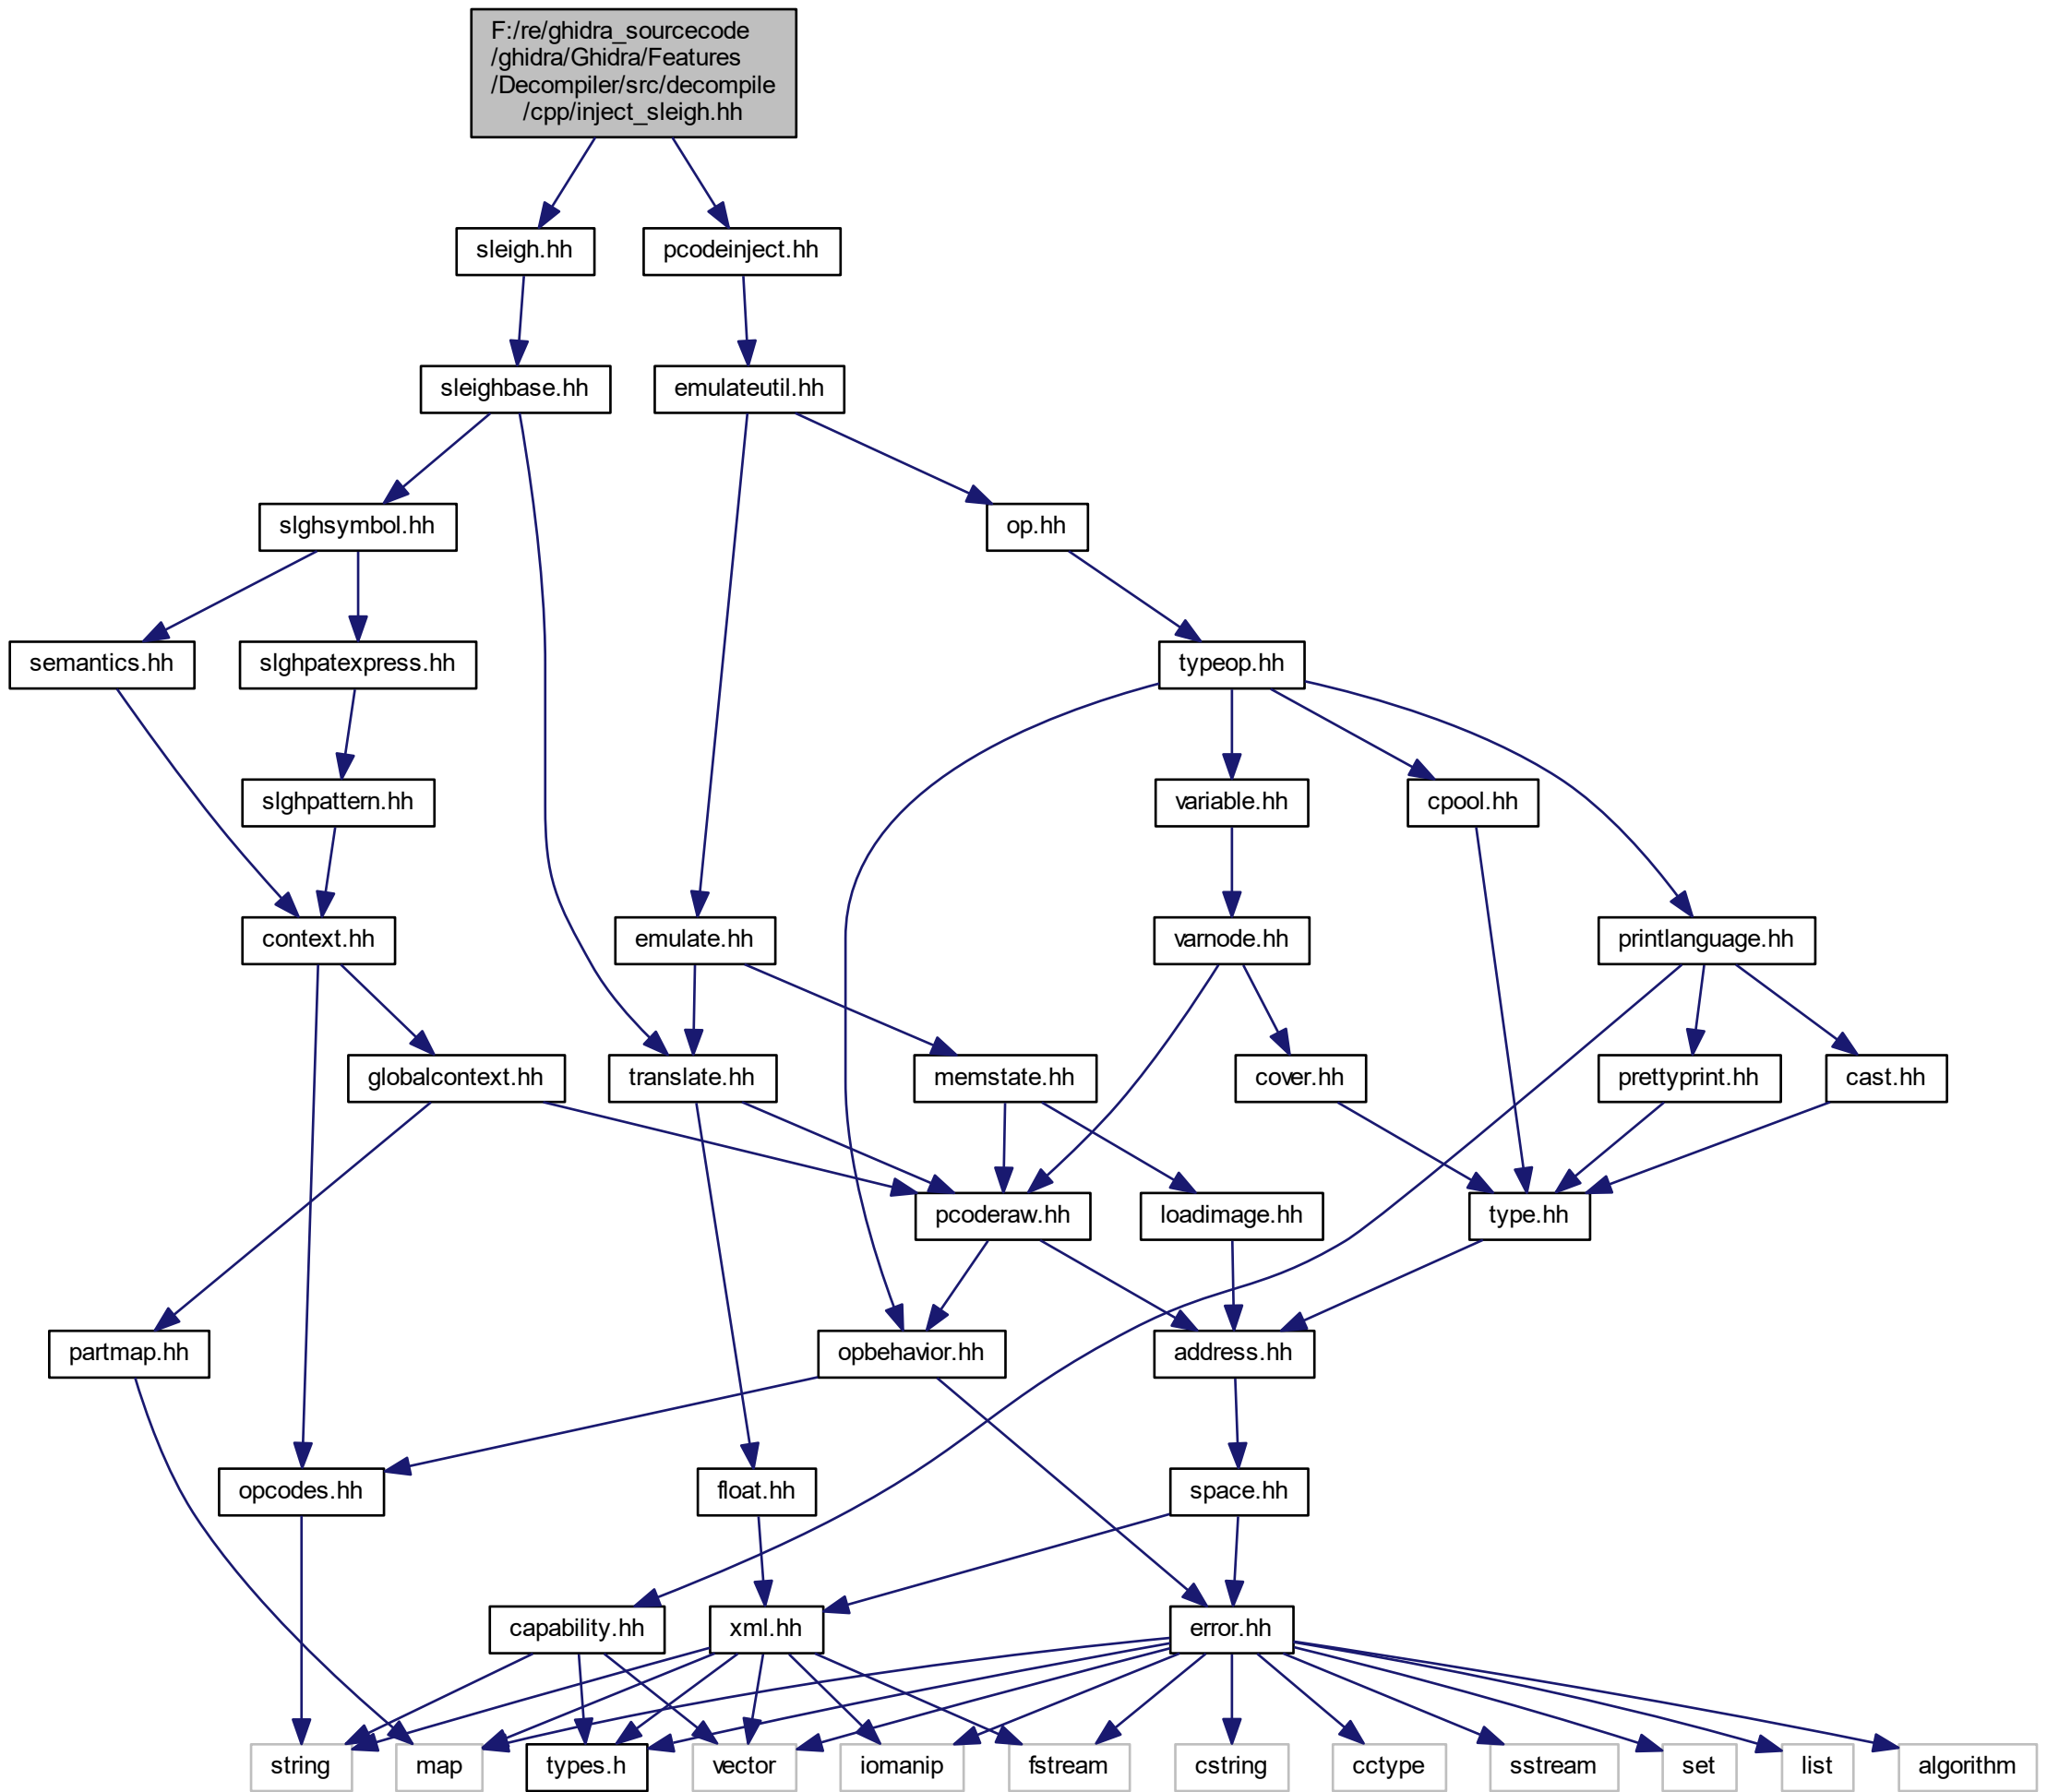 F:/re/ghidra_sourcecode
/ghidra/Ghidra/Features
/Decompiler/src/decompile
/cpp/inject_sleigh.hh
sleigh.hh
pcodeinject.hh
sleighbase.hh
emulateutil.hh
slghsymbol.hh
op.hh
semantics.hh
slghpatexpress.hh
typeop.hh
slghpattern.hh
variable.hh
cpool.hh
context.hh
emulate.hh
varnode.hh
printlanguage.hh
globalcontext.hh
translate.hh
memstate.hh
cover.hh
prettyprint.hh
cast.hh
pcoderaw.hh
loadimage.hh
type.hh
partmap.hh
opbehavior.hh
address.hh
opcodes.hh
float.hh
space.hh
capability.hh
xml.hh
error.hh
string
map
types.h
vector
iomanip
fstream
cstring
cctype
sstream
set
list
algorithm